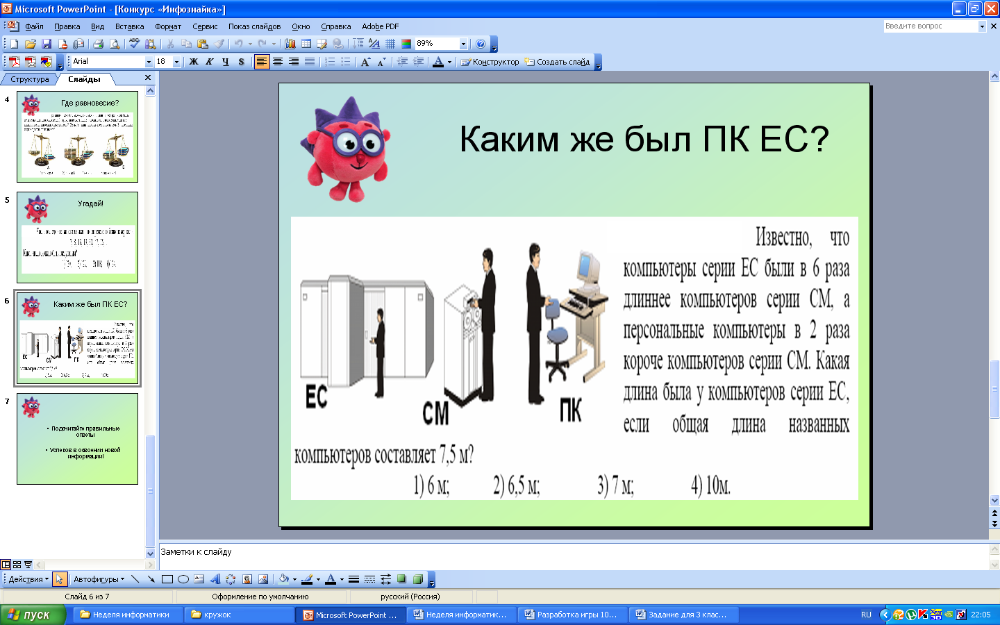 Microsoft PowerPoint - [Конкурс «Инфознайка»]
Файл Правка Вид Вставка Формат Сервис Показ слайдов Окно Справка Adobe PDF
Введите вопрос
89%
Arial 18 Ж К Ч S Конструктор Создать слайд
Структура Слайды
4
Где равновесие?
5
Угадай!
6
Каким же был ПК ЕС?
ЕС
СМ
ПК
7
• Подсчитайте правильные
ответы
• Успехов в освоении новой
информации!
Каким же был ПК ЕС?
Известно, что
компьютеры серии ЕС были в 6 раза
длиннее компьютеров серии СМ, а
персональные компьютеры в 2 раза
короче компьютеров серии СМ. Какая
длина была у компьютеров серии ЕС,
если общая длина названных
компьютеров составляет 7,5 м?
1) 6 м; 2) 6,5 м; 3) 7 м; 4) 10м.
ЕС
СМ
ПК
Заметки к слайду
Действия Автофигуры
Слайд 6 из 7 Оформление по умолчанию русский (Россия)
пуск Неделя информатики кружок Microsoft PowerPoint ... Неделя информатик... Разработка игры 10... Задание для 3 клас... RU 22:05